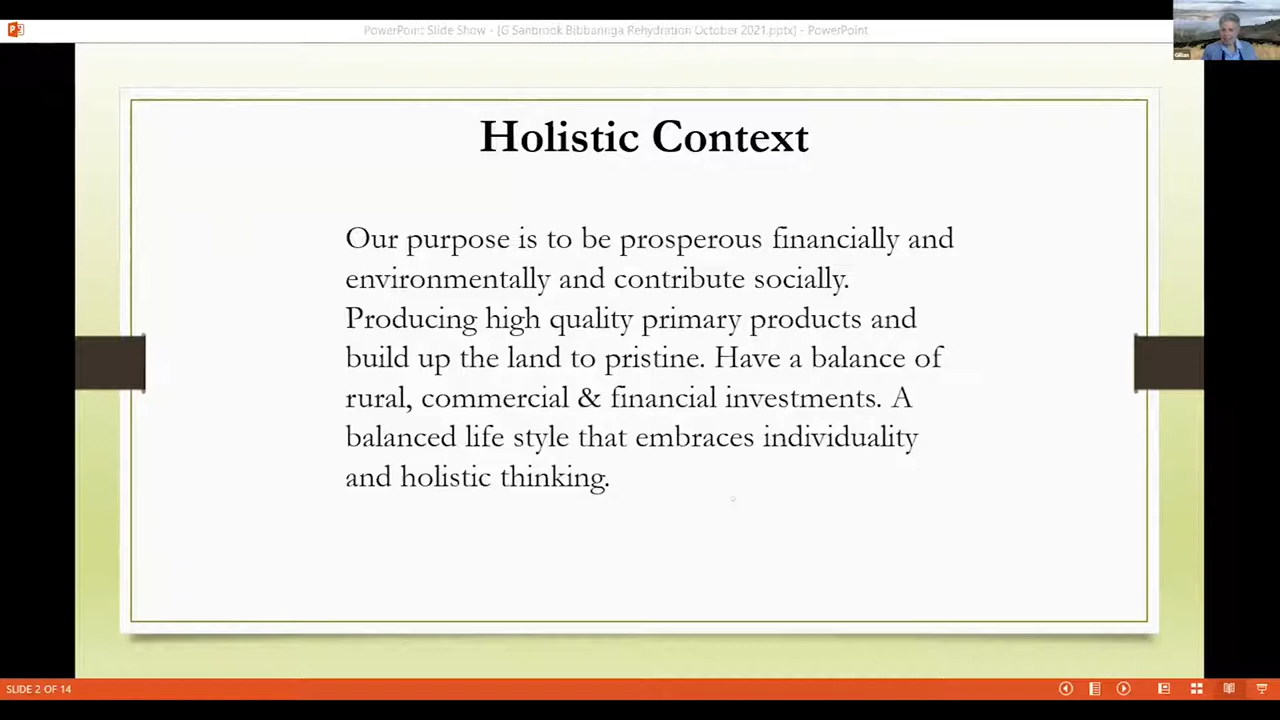 PowerPoint Slide Show - [G Sanbrook Bibbaringa Rehydration October 2021.pptx] - PowerPoint
Gillian
Holistic Context
Our purpose is to be prosperous financially and
environmentally and contribute socially.
Producing high quality primary products and
build up the land to pristine. Have a balance of
rural, commercial & financial investments. A
balanced life style that embraces individuality
and holistic thinking.
SLIDE 2 OF 14